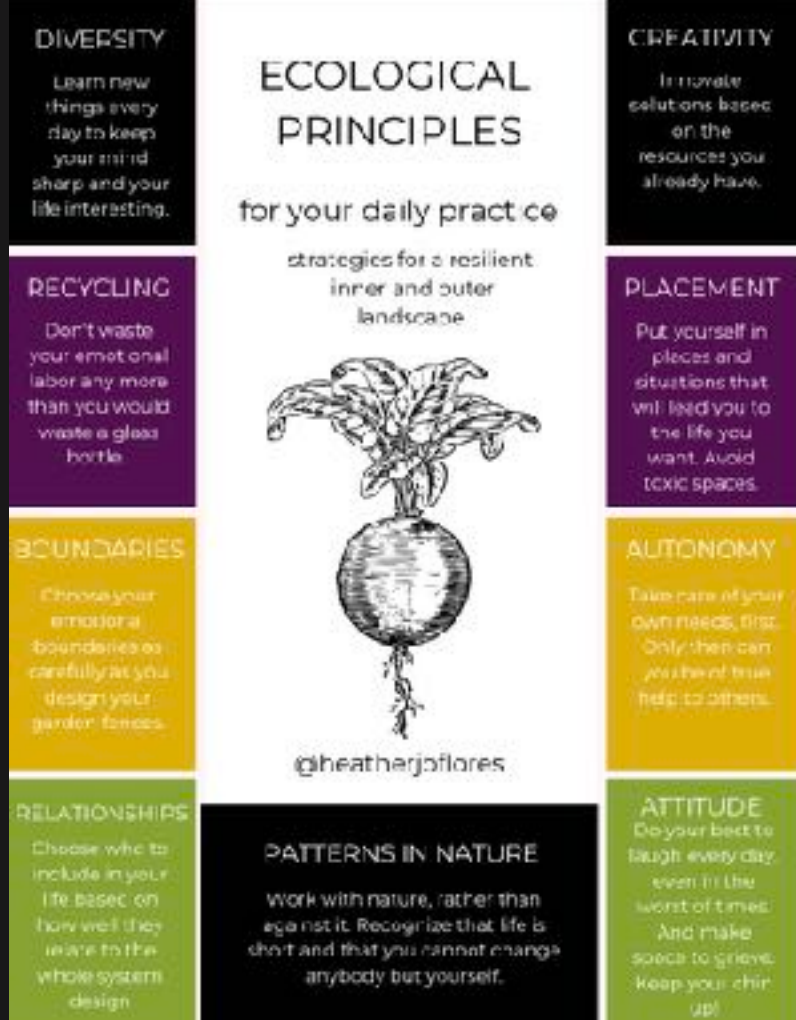 ECOLOGICAL
PRINCIPLES
for your daily practice
strategies for a resilient
inner and outer
landscape
@heatherjoflores
DIVERSITY
Learn new
things every
day to keep
your mind
sharp and your
life interesting.
RECYCLING
Don't waste
your emotional
labor any more
than you would
waste a glass
bottle.
BOUNDARIES
Choose your
emotional
boundaries as
carefully as you
design your
garden fences.
RELATIONSHIPS
Choose who to
include in your
life based on
how well they
relate to the
whole system
design
PATTERNS IN NATURE
Work with nature, rather than
against it. Recognize that life is
short and that you cannot change
anybody but yourself.
CREATIVITY
Innovate
solutions based
on the
resources you
already have.
PLACEMENT
Put yourself in
places and
situations that
will lead you to
the life you
want. Avoid
toxic spaces.
AUTONOMY
Take care of your
own needs, first.
Only then can
you be of true
help to others.
ATTITUDE
Do your best to
laugh every day,
even in the
worst of times.
And make
space to grieve.
Keep your chin
up!